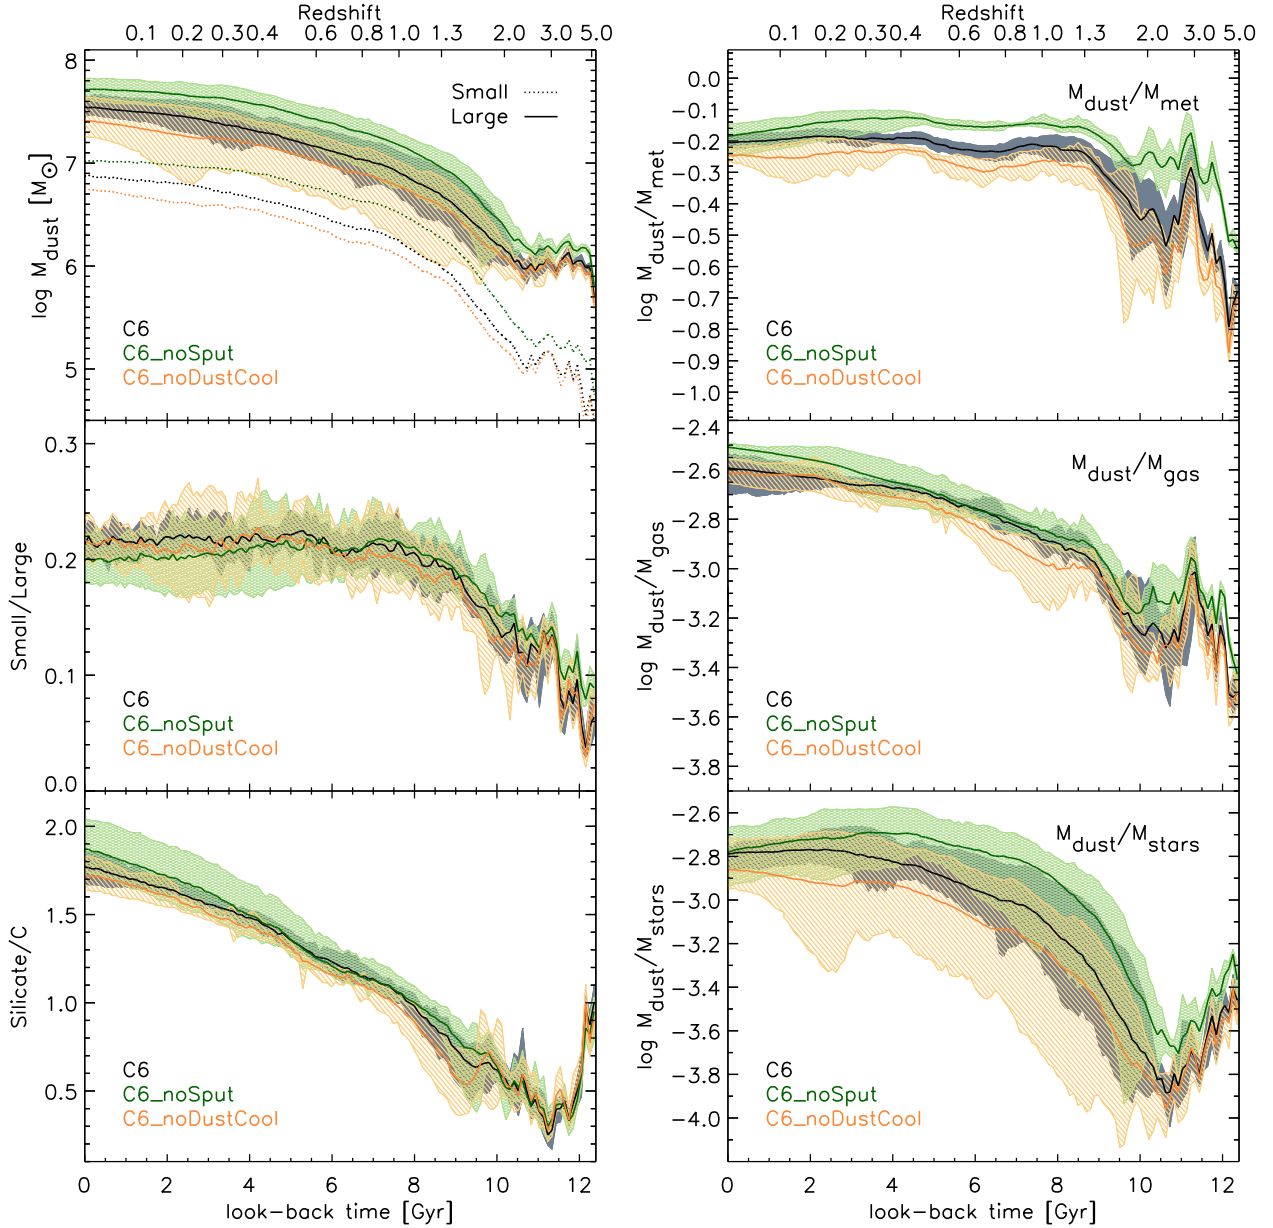 Redshift
0.1 0.2 0.30 0.4 0.6 0.8 1.0 1.3 2.0 3.0 5.0
8
7
6
5
log M_dust [M_⊙]
Small
Large
C6
C6_noSput
C6_noDustCool
0.3
0.2
0.1
0.0
Small/Large
C6
C6_noSput
C6_noDustCool
2.0
1.5
1.0
0.5
Silicate/C
C6
C6_noSput
C6_noDustCool
0 2 4 6 8 10 12
look-back time [Gyr]
Redshift
0.1 0.2 0.30 0.4 0.6 0.8 1.0 1.3 2.0 3.0 5.0
0.0
-0.1
-0.2
-0.3
-0.4
-0.5
-0.6
-0.7
-0.8
-0.9
-1.0
log M_dust/M_met
M_dust/M_met
C6
C6_noSput
C6_noDustCool
-2.4
-2.6
-2.8
-3.0
-3.2
-3.4
-3.6
-3.8
log M_dust/M_gas
M_dust/M_gas
C6
C6_noSput
C6_noDustCool
-2.6
-2.8
-3.0
-3.2
-3.4
-3.6
-3.8
-4.0
log M_dust/M_stars
M_dust/M_stars
C6
C6_noSput
C6_noDustCool
0 2 4 6 8 10 12
look-back time [Gyr]